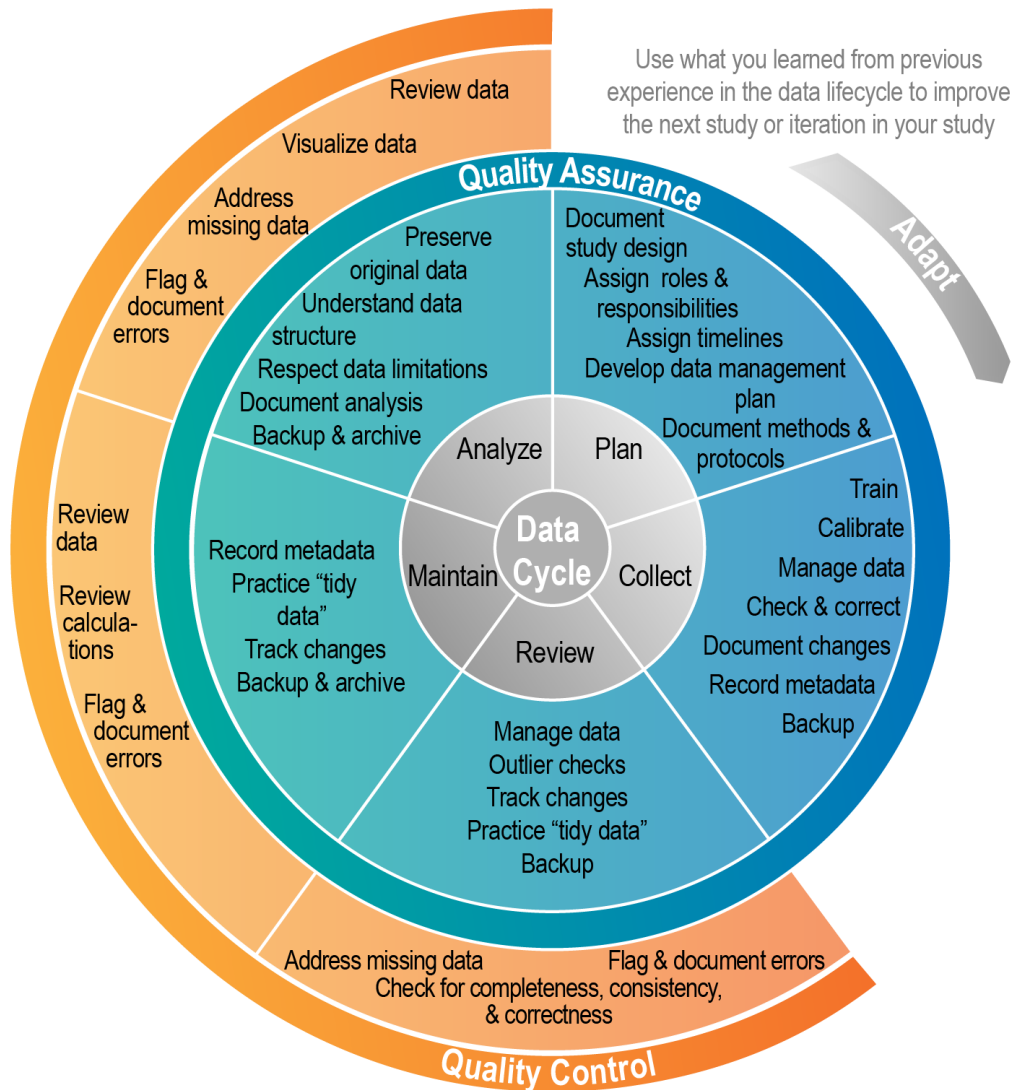 Use what you learned from previous
experience in the data lifecycle to improve
the next study or iteration in your study
Adapt
Quality Assurance
Data
Cycle
Plan
Document
study design
Assign roles &
responsibilities
Assign timelines
Develop data management
plan
Document methods &
protocols
Collect
Train
Calibrate
Manage data
Check & correct
Document changes
Record metadata
Backup
Review
Manage data
Outlier checks
Track changes
Practice “tidy data”
Backup
Maintain
Record metadata
Practice “tidy
data”
Track changes
Backup & archive
Analyze
Preserve
original data
Understand data
structure
Respect data limitations
Document analysis
Backup & archive
Quality Control
Address missing data
Flag & document errors
Check for completeness, consistency,
& correctness
Review
data
Review
calcula-
tions
Flag &
document
errors
Review data
Visualize data
Address
missing data
Flag &
document
errors